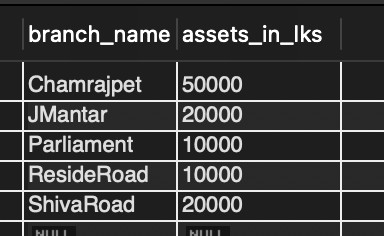 branch_name assets_in_lks
Chamrajpet 50000
JMantar 20000
Parliament 10000
ResideRoad 10000
ShivaRoad 20000
NULL NULL